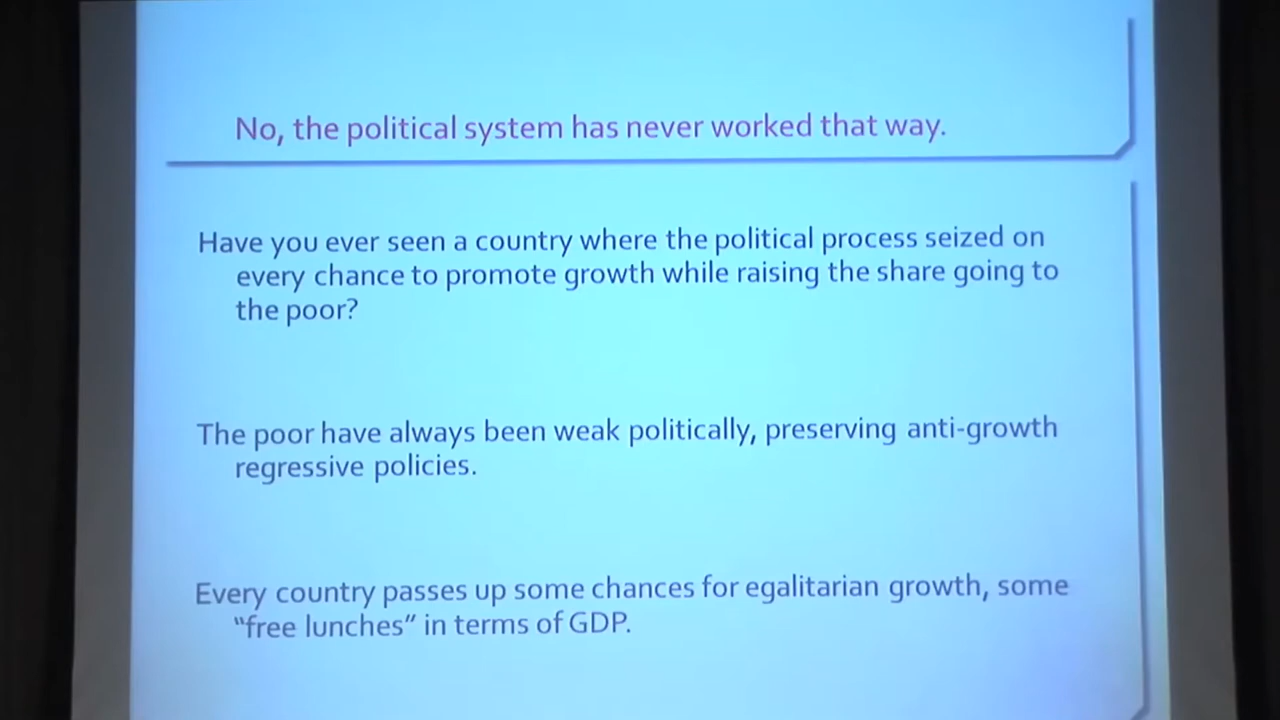 No, the political system has never worked that way.
Have you ever seen a country where the political process seized on
every chance to promote growth while raising the share going to
the poor?
The poor have always been weak politically, preserving anti-growth
regressive policies.
Every country passes up some chances for egalitarian growth, some
“free lunches” in terms of GDP.